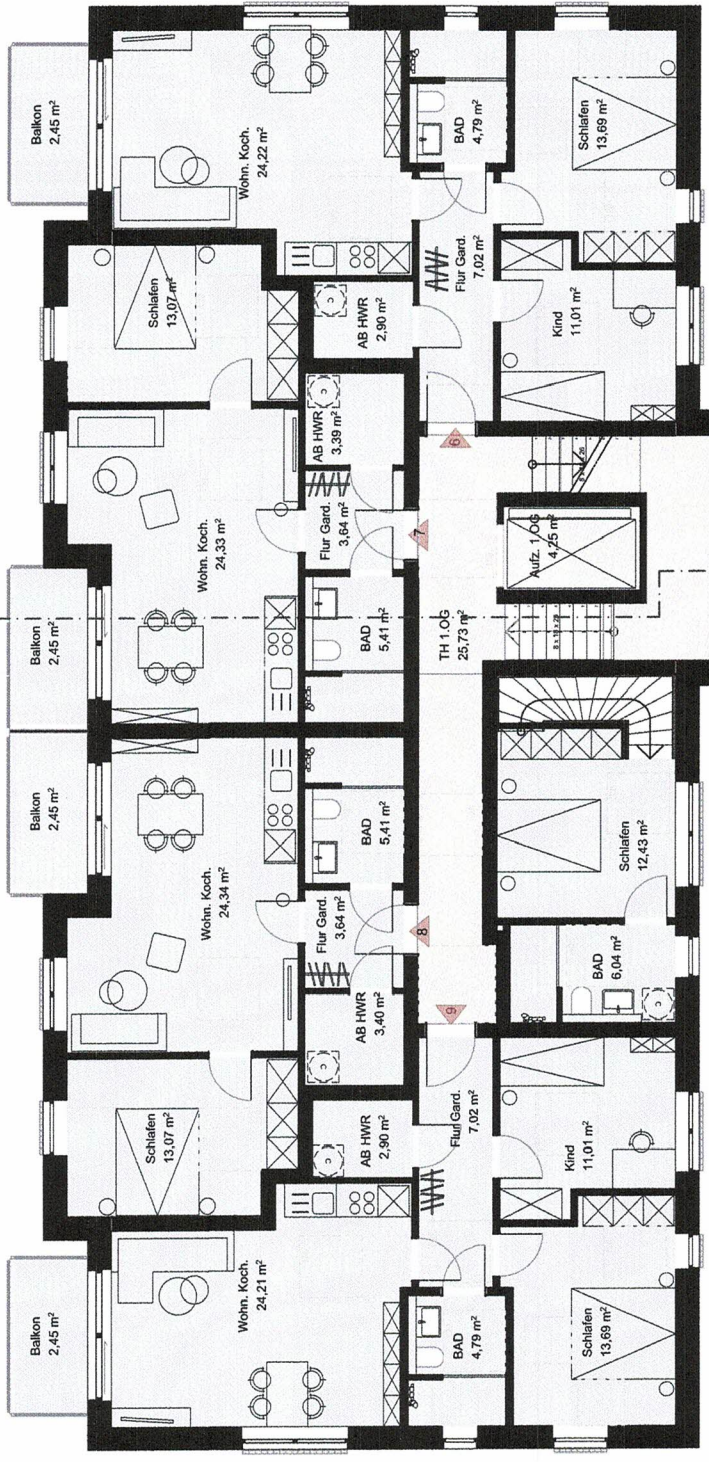 Balkon
2,45 m²
Wohn. Koch.
24,22 m²
BAD
4,79 m²
Schlafen
13,69 m²
Schlafen
13,07 m²
AB HWR
2,90 m²
Flur Gard.
7,02 m²
Kind
11,01 m²
AB HWR
3,39 m²
6
Wohn. Koch.
24,33 m²
Flur Gard.
3,64 m²
7
Aufz. 1.OG
4,25 m²
Balkon
2,45 m²
BAD
5,41 m²
TH 1.OG
25,73 m²
Balkon
2,45 m²
BAD
5,41 m²
Schlafen
12,43 m²
Wohn. Koch.
24,34 m²
Flur Gard.
3,64 m²
8
BAD
6,04 m²
AB HWR
3,40 m²
9
Schlafen
13,07 m²
AB HWR
2,90 m²
Flur Gard.
7,02 m²
Kind
11,01 m²
Balkon
2,45 m²
Wohn. Koch.
24,21 m²
BAD
4,79 m²
Schlafen
13,69 m²